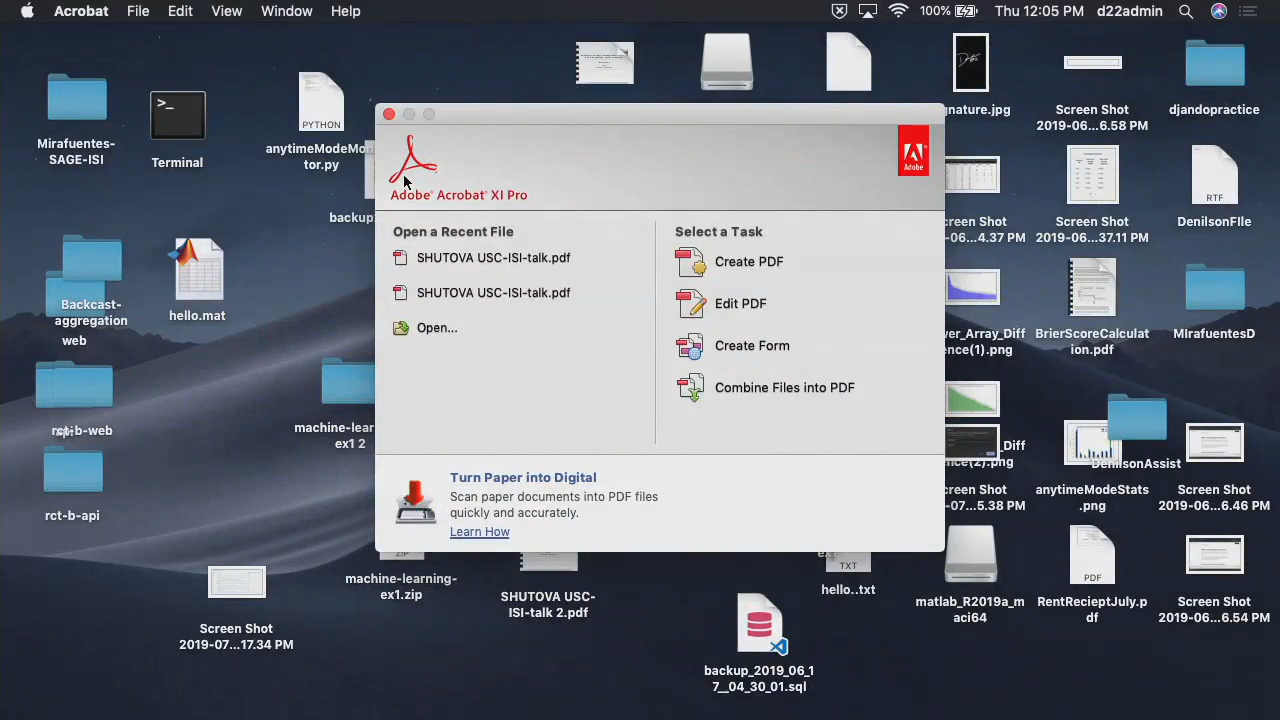 Acrobat File Edit View Window Help
100% Thu 12:05 PM d22admin
Mirafuentes-
SAGE-ISI
>_
Terminal
PYTHON
anytimeModeMo
tor.py
backup
Backcast-
aggregation
web
hello.mat
rct-b-web
machine-lear
ex1 2
rct-b-api
Screen Shot
2019-07...17.34 PM
ZIP
machine-learning-
ex1.zip
SHUTOVA USC-
ISI-talk 2.pdf
Adobe® Acrobat® XI Pro
Adobe
Open a Recent File
SHUTOVA USC-ISI-talk.pdf
SHUTOVA USC-ISI-talk.pdf
Open...
Select a Task
Create PDF
Edit PDF
Create Form
Combine Files into PDF
Turn Paper into Digital
Scan paper documents into PDF files
quickly and accurately.
Learn How
backup_2019_06_1
7__04_30_01.sql
TXT
hello..txt
gnature.jpg
creen Shot
-06...4.37 PM
wer_Array_Diff
ence(1).png
_Diff
ence(2).png
creen Shot
-07...5.38 PM
matlab_R2019a_m
aci64
Screen Shot
2019-06...6.58 PM
Screen Shot
2019-06...37.11 PM
BrierScoreCalculat
ion.pdf
DenilsonAssist
anytimeModeStats
.png
PDF
RentRecieptJuly.p
df
djandopractice
RTF
DenilsonFIle
MIrafuentesD
Screen Shot
2019-06...6.46 PM
Screen Shot
2019-06...6.54 PM